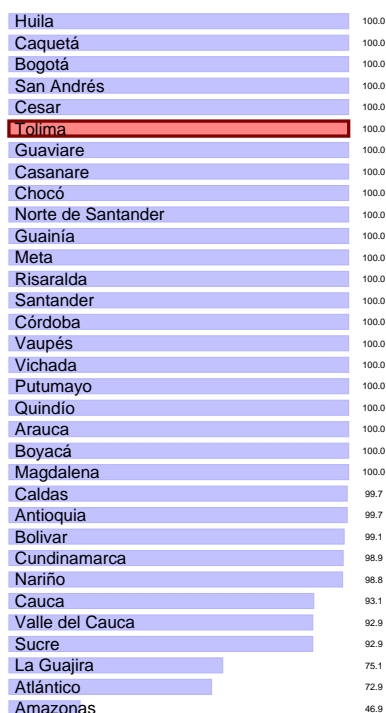 Huila 100.0
Caquetá 100.0
Bogotá 100.0
San Andrés 100.0
Cesar 100.0
Tolima 100.0
Guaviare 100.0
Casanare 100.0
Chocó 100.0
Norte de Santander 100.0
Guainía 100.0
Meta 100.0
Risaralda 100.0
Santander 100.0
Córdoba 100.0
Vaupés 100.0
Vichada 100.0
Putumayo 100.0
Quindío 100.0
Arauca 100.0
Boyacá 100.0
Magdalena 100.0
Caldas 99.7
Antioquia 99.7
Bolivar 99.1
Cundinamarca 98.9
Nariño 98.8
Cauca 93.1
Valle del Cauca 92.9
Sucre 92.9
La Guajira 75.1
Atlántico 72.9
Amazonas 46.9